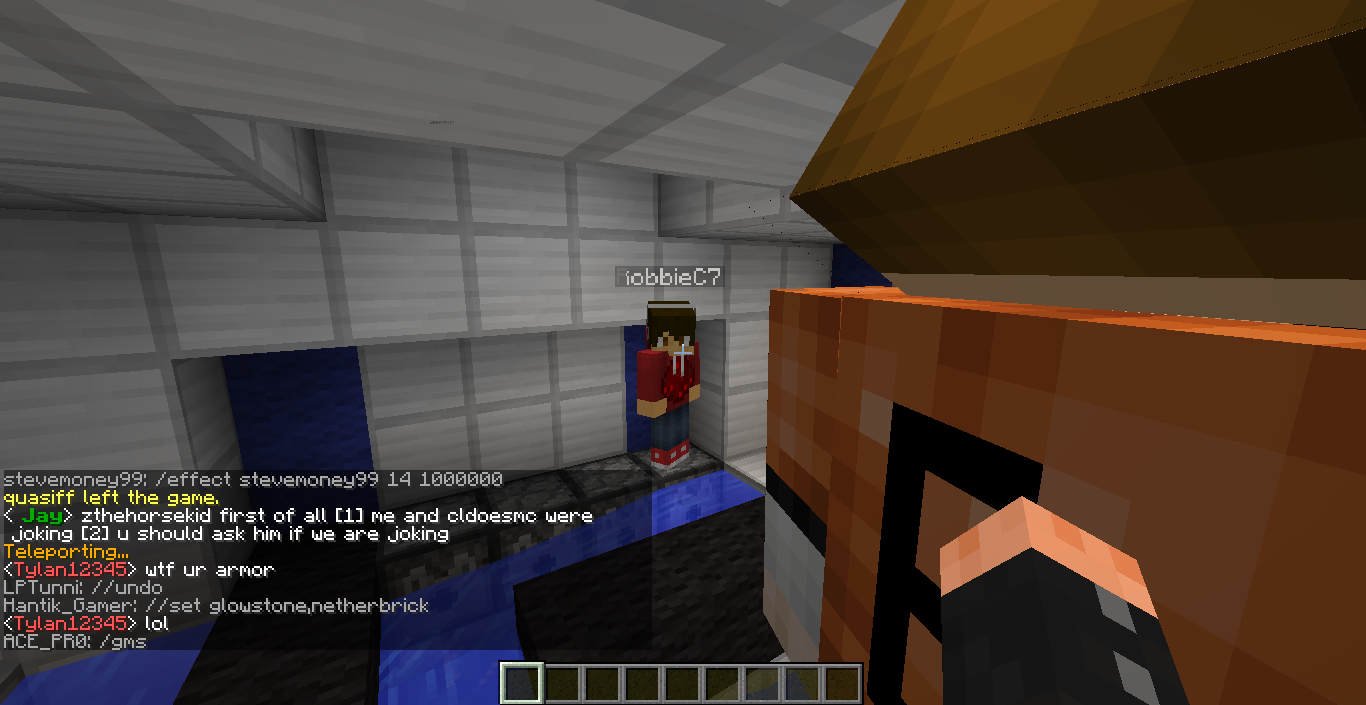 iobbieC7
stevemoney99: /effect stevemoney99 14 1000000
quasiff left the game.
< Jay> zthehorsekid first of all [1] me and cldoesmc were
joking [2] u should ask him if we are joking
Teleporting...
<Tylan12345> wtf ur armor
LPTunni: //undo
Hantik_Gamer: //set glowstone,netherbrick
<Tylan12345> lol
ACE_PR0: /gms